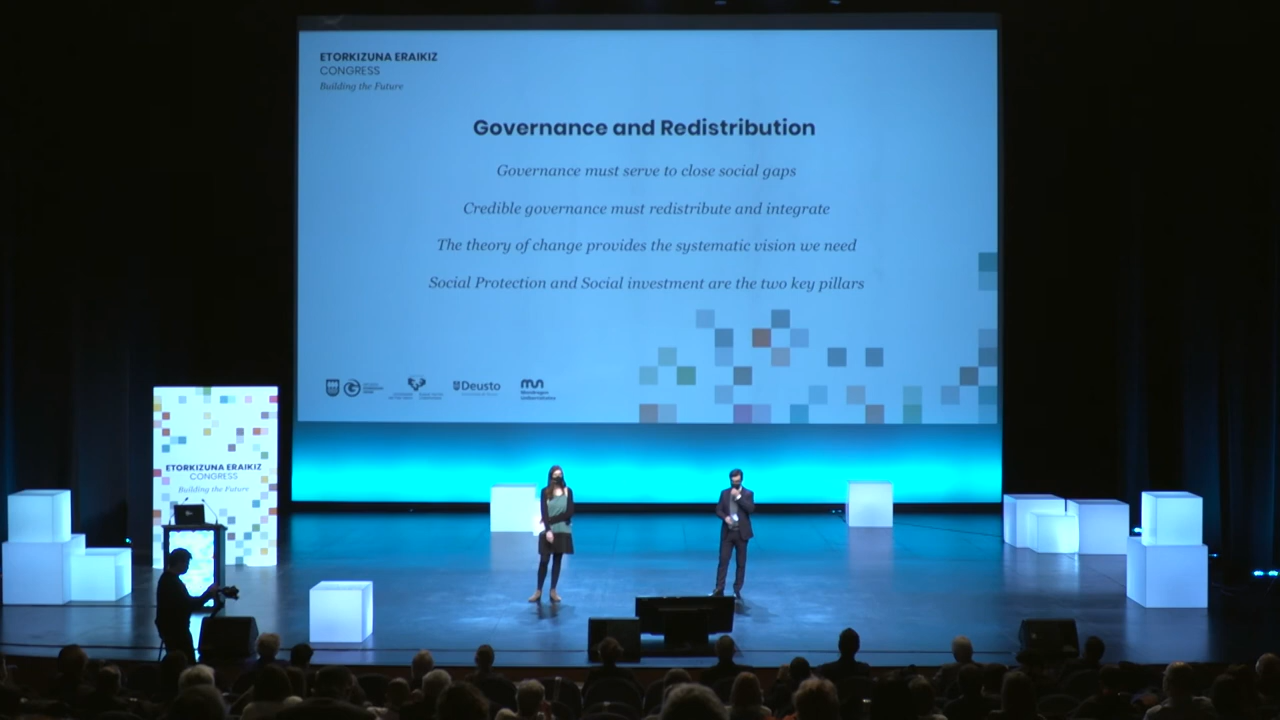 ETORKIZUNA ERAIKIZ
CONGRESS
Building the Future
Governance and Redistribution
Governance must serve to close social gaps
Credible governance must redistribute and integrate
The theory of change provides the systematic vision we need
Social Protection and Social investment are the two key pillars
Deusto
Mondragon
Unibertsitatea
ETORKIZUNA ERAIKIZ
CONGRESS
Building the Future